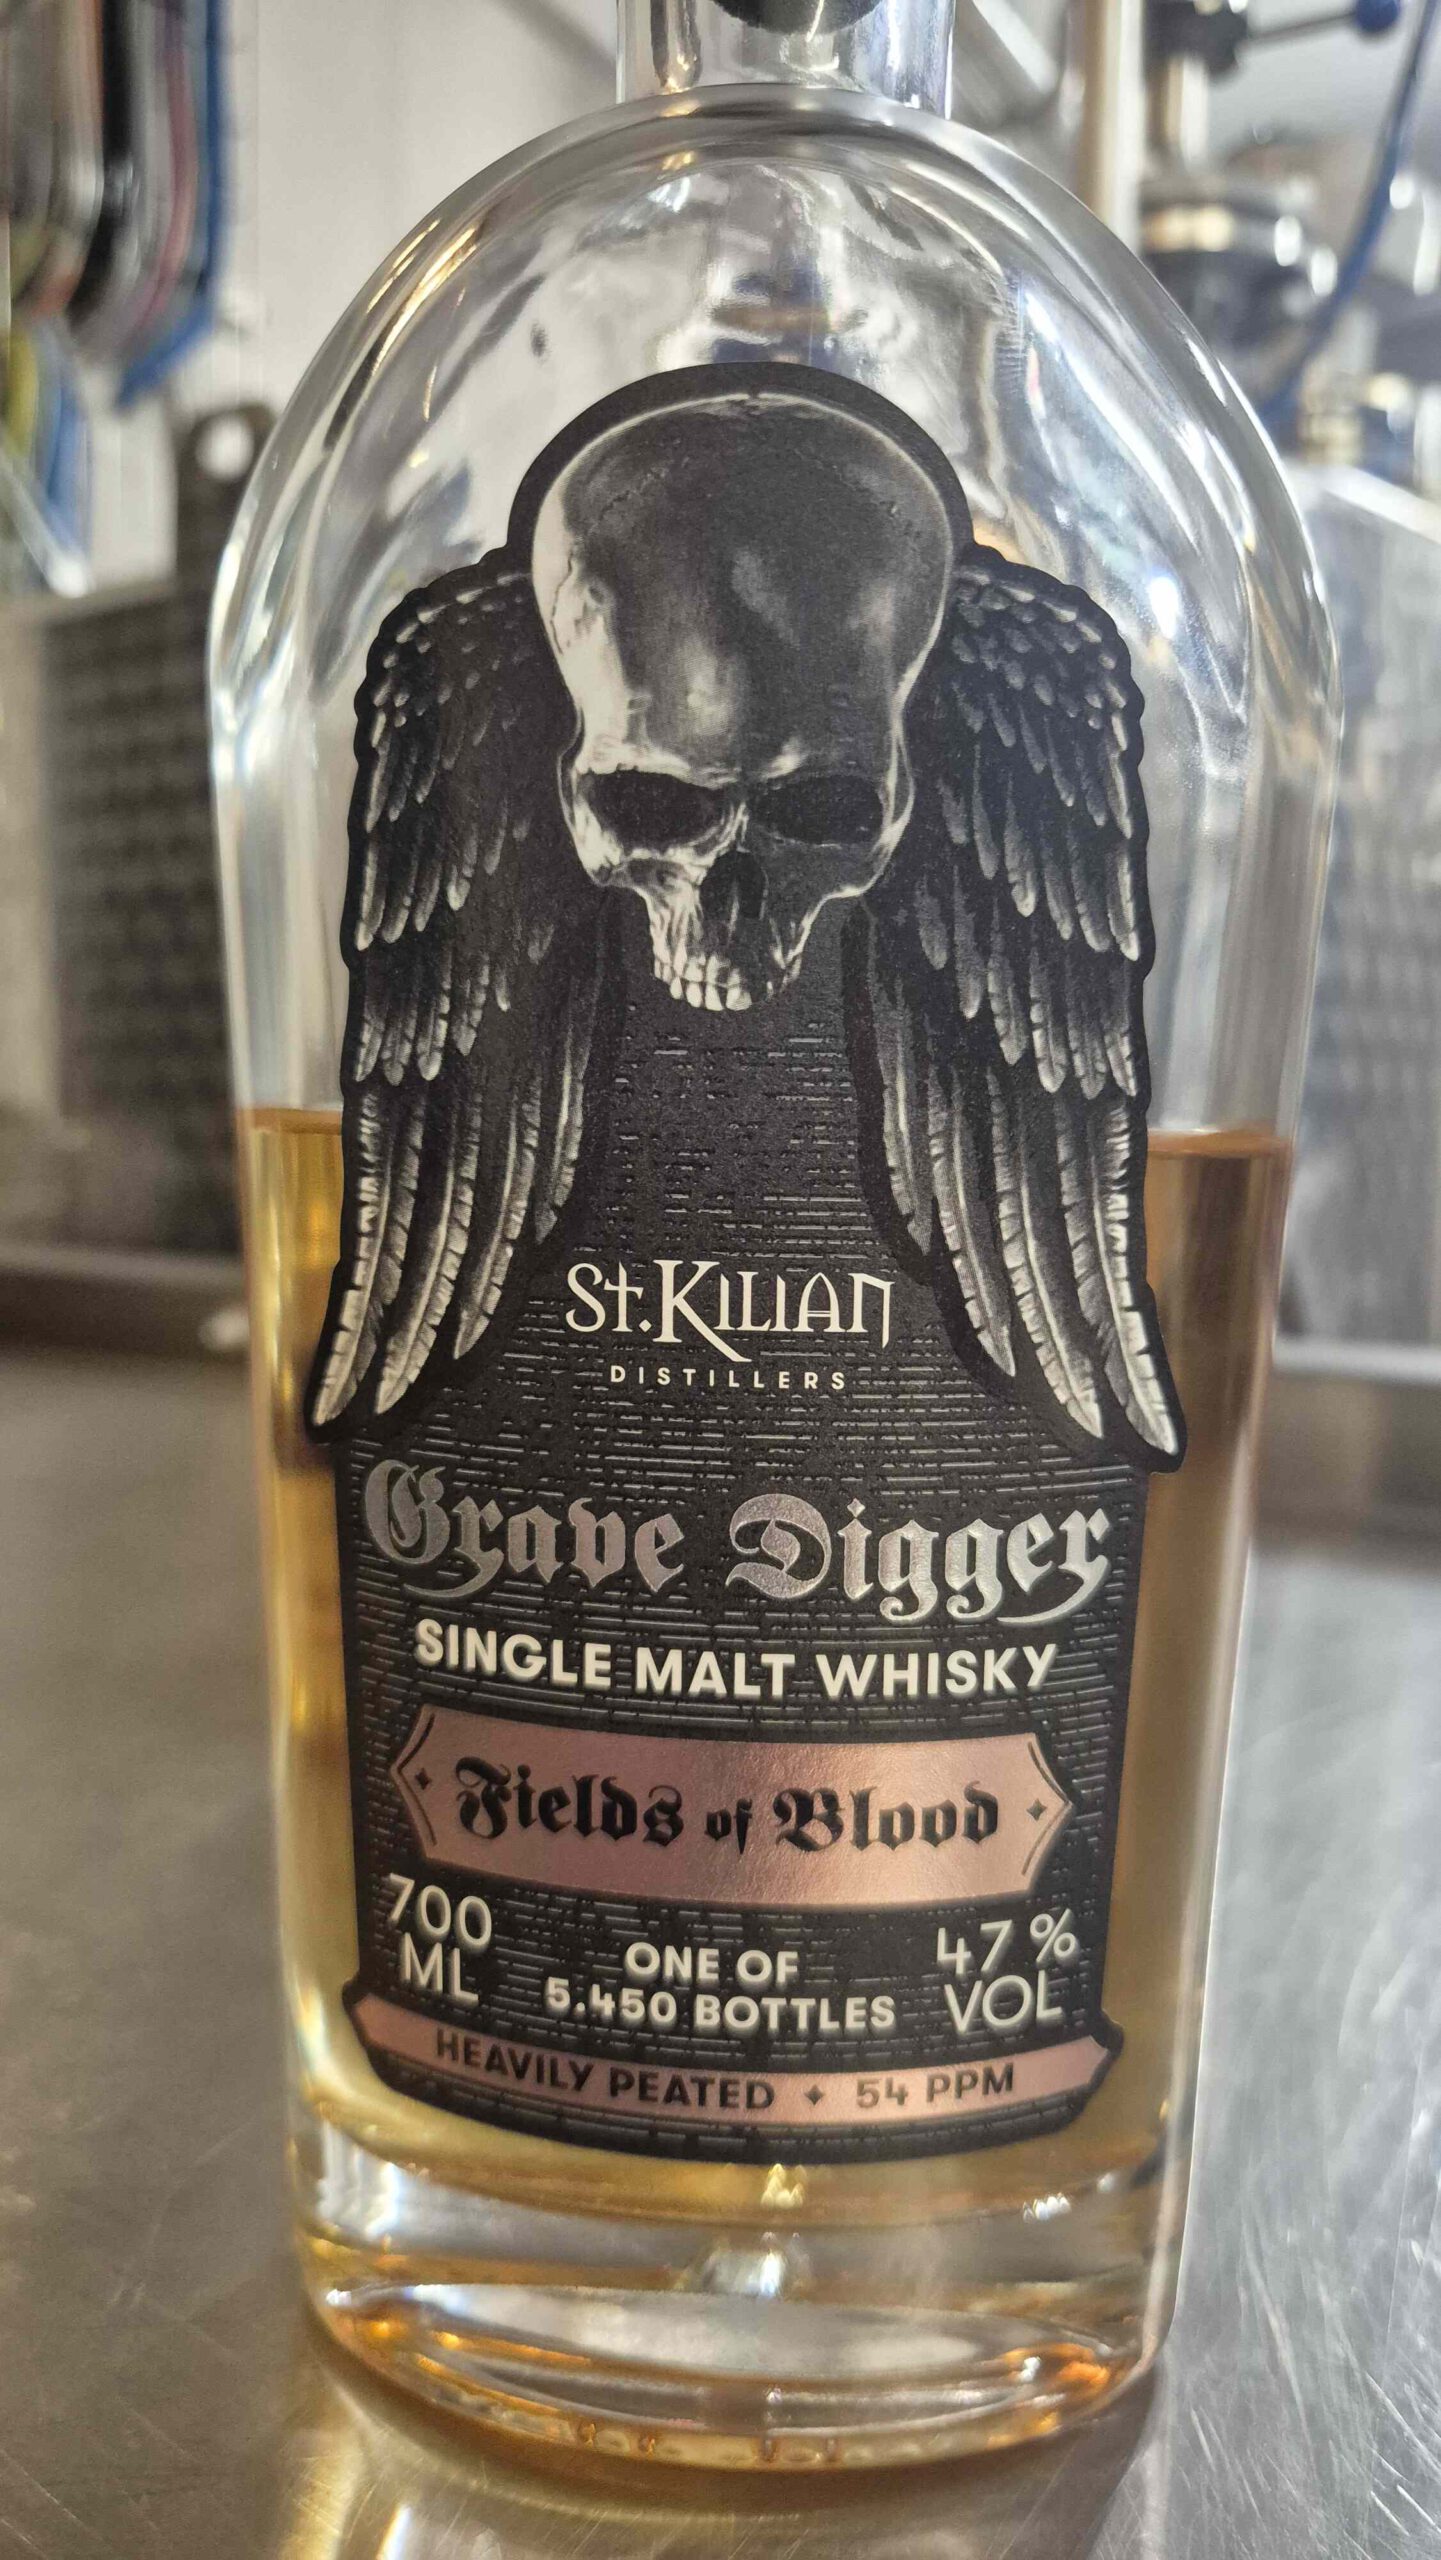 St. Kilian
DISTILLERS
Grave Digger
SINGLE MALT WHISKY
Fields of Blood
700
ML
ONE OF
5.450 BOTTLES
47 %
VOL
HEAVILY PEATED ✦ 54 PPM